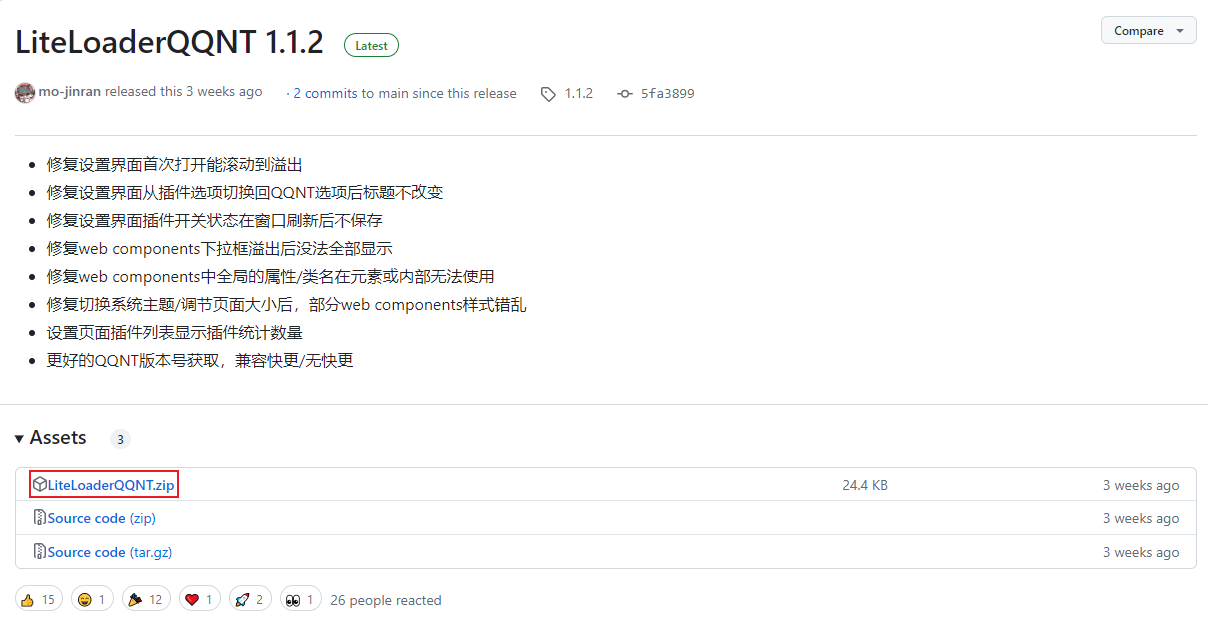 LiteLoaderQQNT 1.1.2 Latest Compare
mo-jinran released this 3 weeks ago · 2 commits to main since this release 1.1.2 5fa3899
• 修复设置界面首次打开能滚动到溢出
• 修复设置界面从插件选项切换回QQNT选项后标题不改变
• 修复设置界面插件开关状态在窗口刷新后不保存
• 修复web components下拉框溢出后没法全部显示
• 修复web components中全局的属性/类名在元素或内部无法使用
• 修复切换系统主题/调节页面大小后，部分web components样式错乱
• 设置页面插件列表显示插件统计数量
• 更好的QQNT版本号获取，兼容快更/无快更
Assets 3
LiteLoaderQQNT.zip 24.4 KB 3 weeks ago
Source code (zip) 3 weeks ago
Source code (tar.gz) 3 weeks ago
15 1 12 1 2 1 26 people reacted